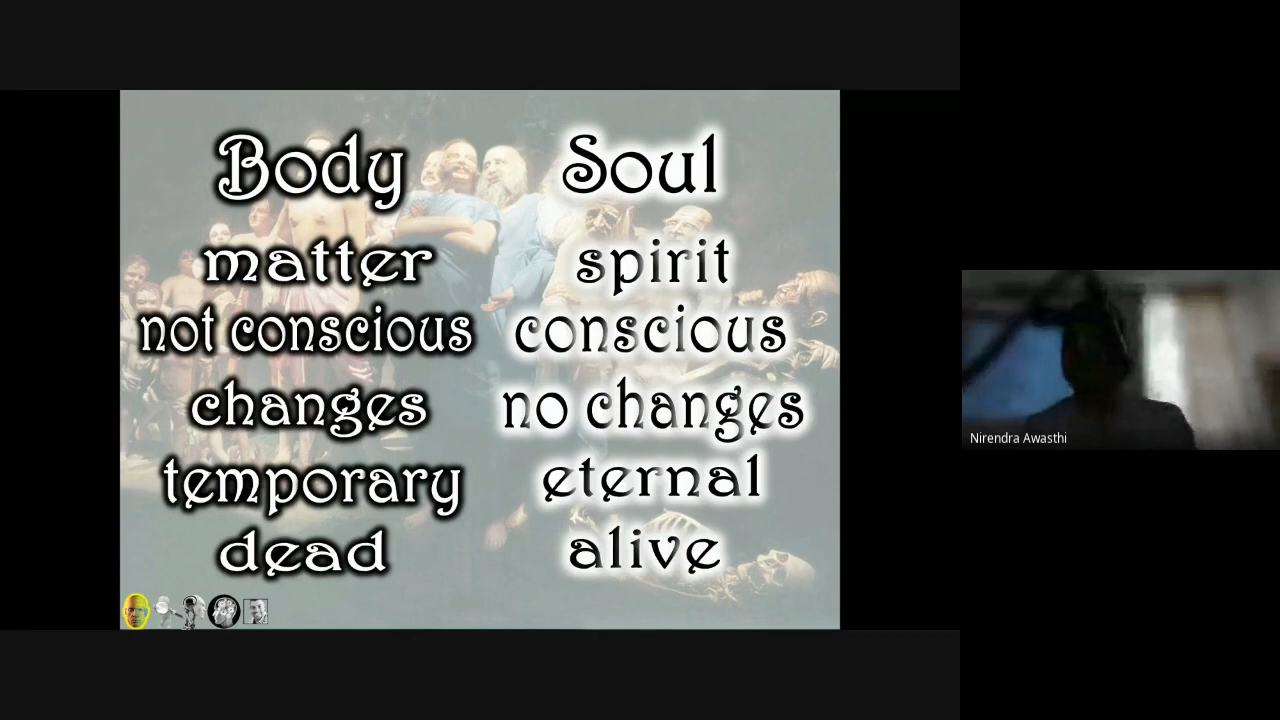 Body
Soul
matter
spirit
not conscious
conscious
changes
no changes
temporary
eternal
dead
alive
Nirendra Awasthi